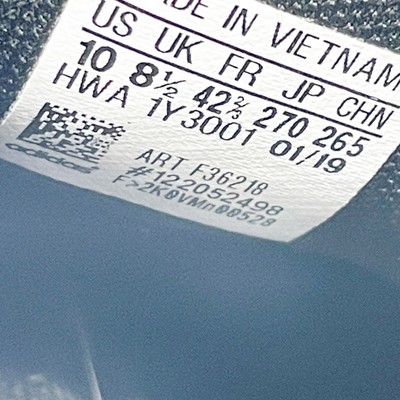 DE IN VIETNAM
US UK FR JP CHN
10 8½ 42⅔ 270 265
HWA 1Y3001 01/19
ART F36218
#122052498
F>2K0VMn00528
adidas